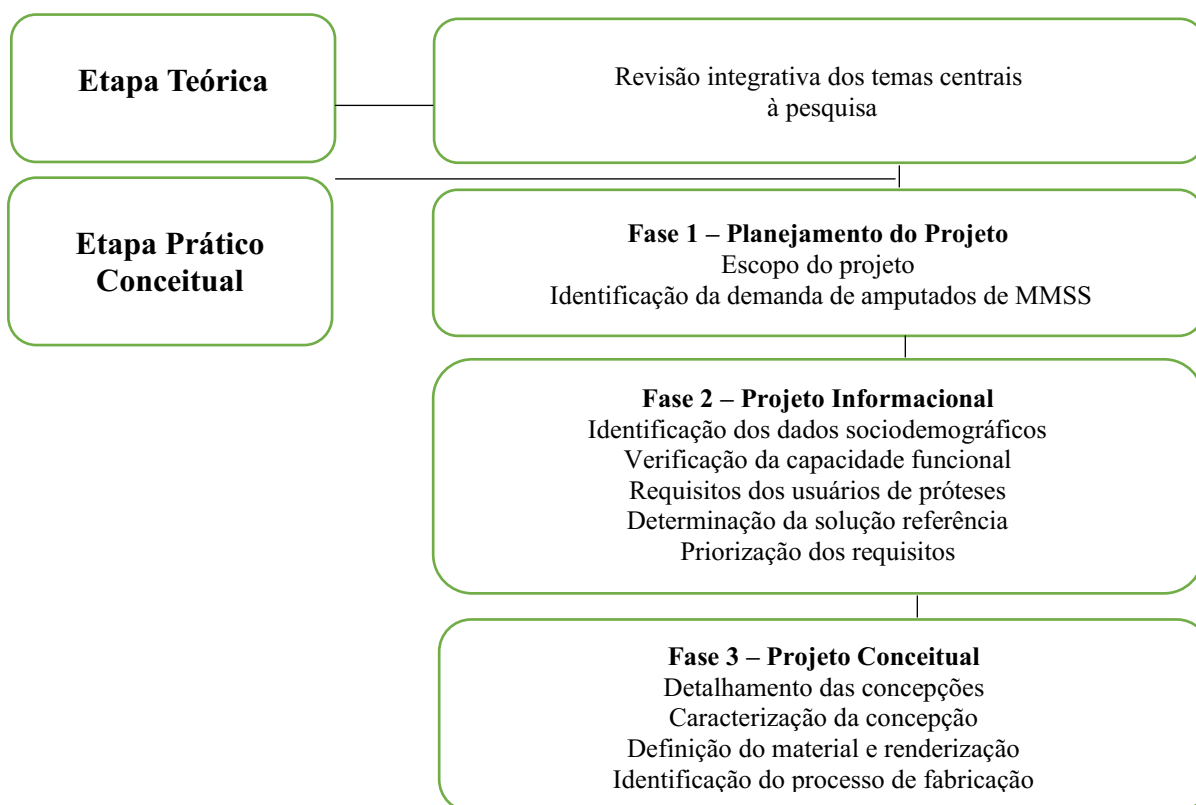 Etapa Teórica
Revisão integrativa dos temas centrais
à pesquisa
Etapa Prático
Conceitual
Fase 1 – Planejamento do Projeto
Escopo do projeto
Identificação da demanda de amputados de MMSS
Fase 2 – Projeto Informacional
Identificação dos dados sociodemográficos
Verificação da capacidade funcional
Requisitos dos usuários de próteses
Determinação da solução referência
Priorização dos requisitos
Fase 3 – Projeto Conceitual
Detalhamento das concepções
Caracterização da concepção
Definição do material e renderização
Identificação do processo de fabricação